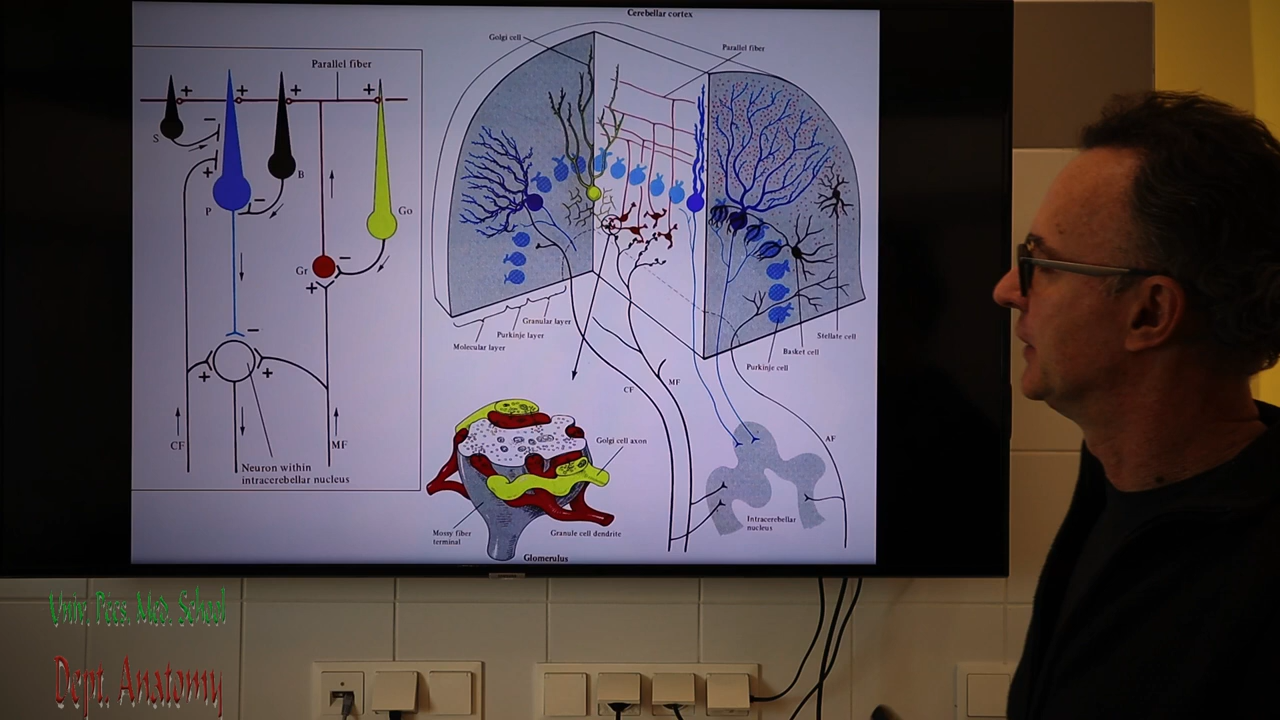 Cerebellar cortex
Golgi cell
Parallel fiber
Parallel fiber
+ + + +
S
−
+
B
P
−
Go
Gr
−
+
−
+
+
CF
MF
Neuron within
intracerebellar nucleus
Granular layer
Purkinje layer
Molecular layer
Stellate cell
Basket cell
Purkinje cell
CF
MF
AF
Golgi cell axon
Mossy fiber
terminal
Granule cell dendrite
Glomerulus
Intracerebellar
nucleus
Univ. Pecs. Med. School
Dept. Anatomy